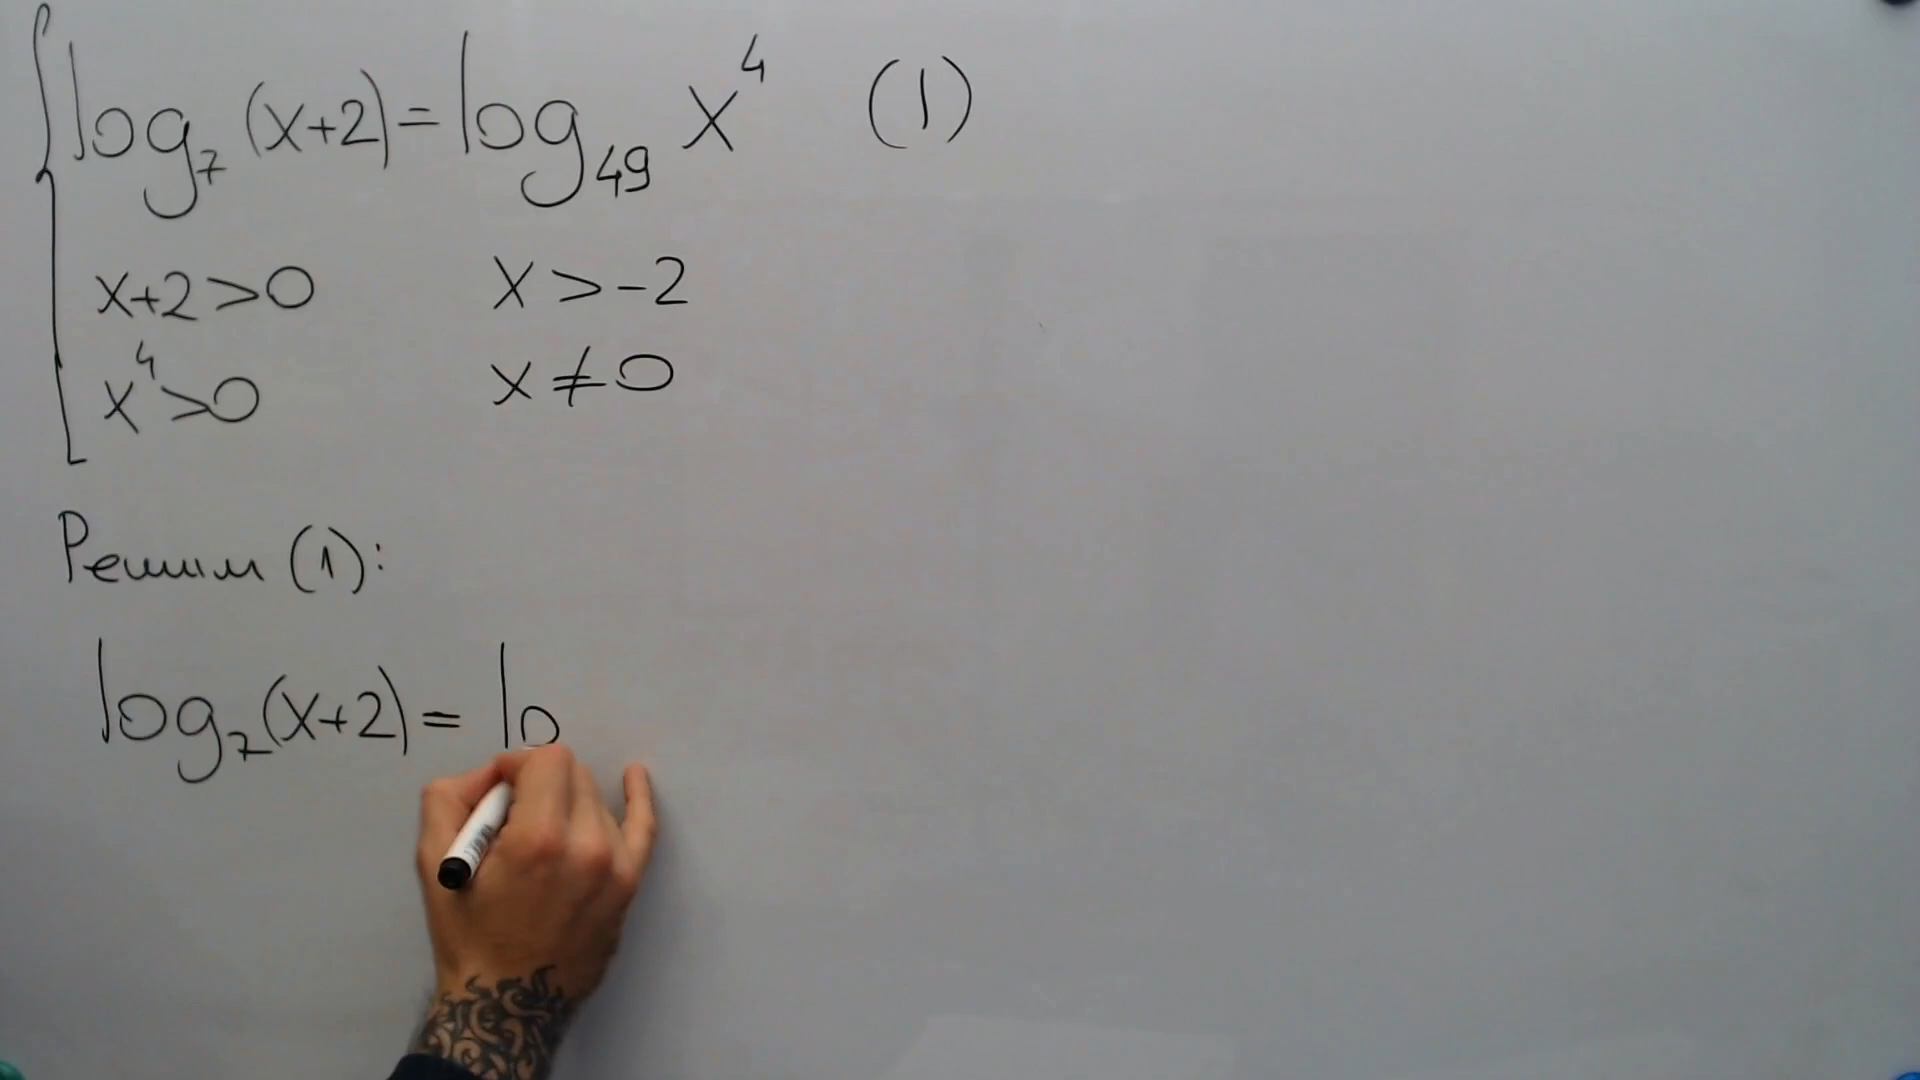 log₇ (x+2) = log₄₉ x⁴ (1)
x+2>0 x>-2
x⁴>0 x≠0
Решим (1):
log₇(x+2) = lo